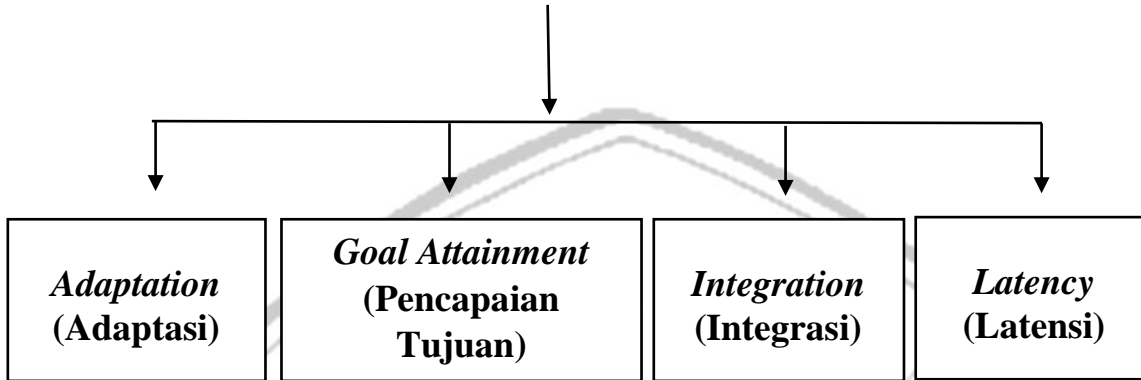 Adaptation
(Adaptasi)
Goal Attainment
(Pencapaian
Tujuan)
Integration
(Integrasi)
Latency
(Latensi)